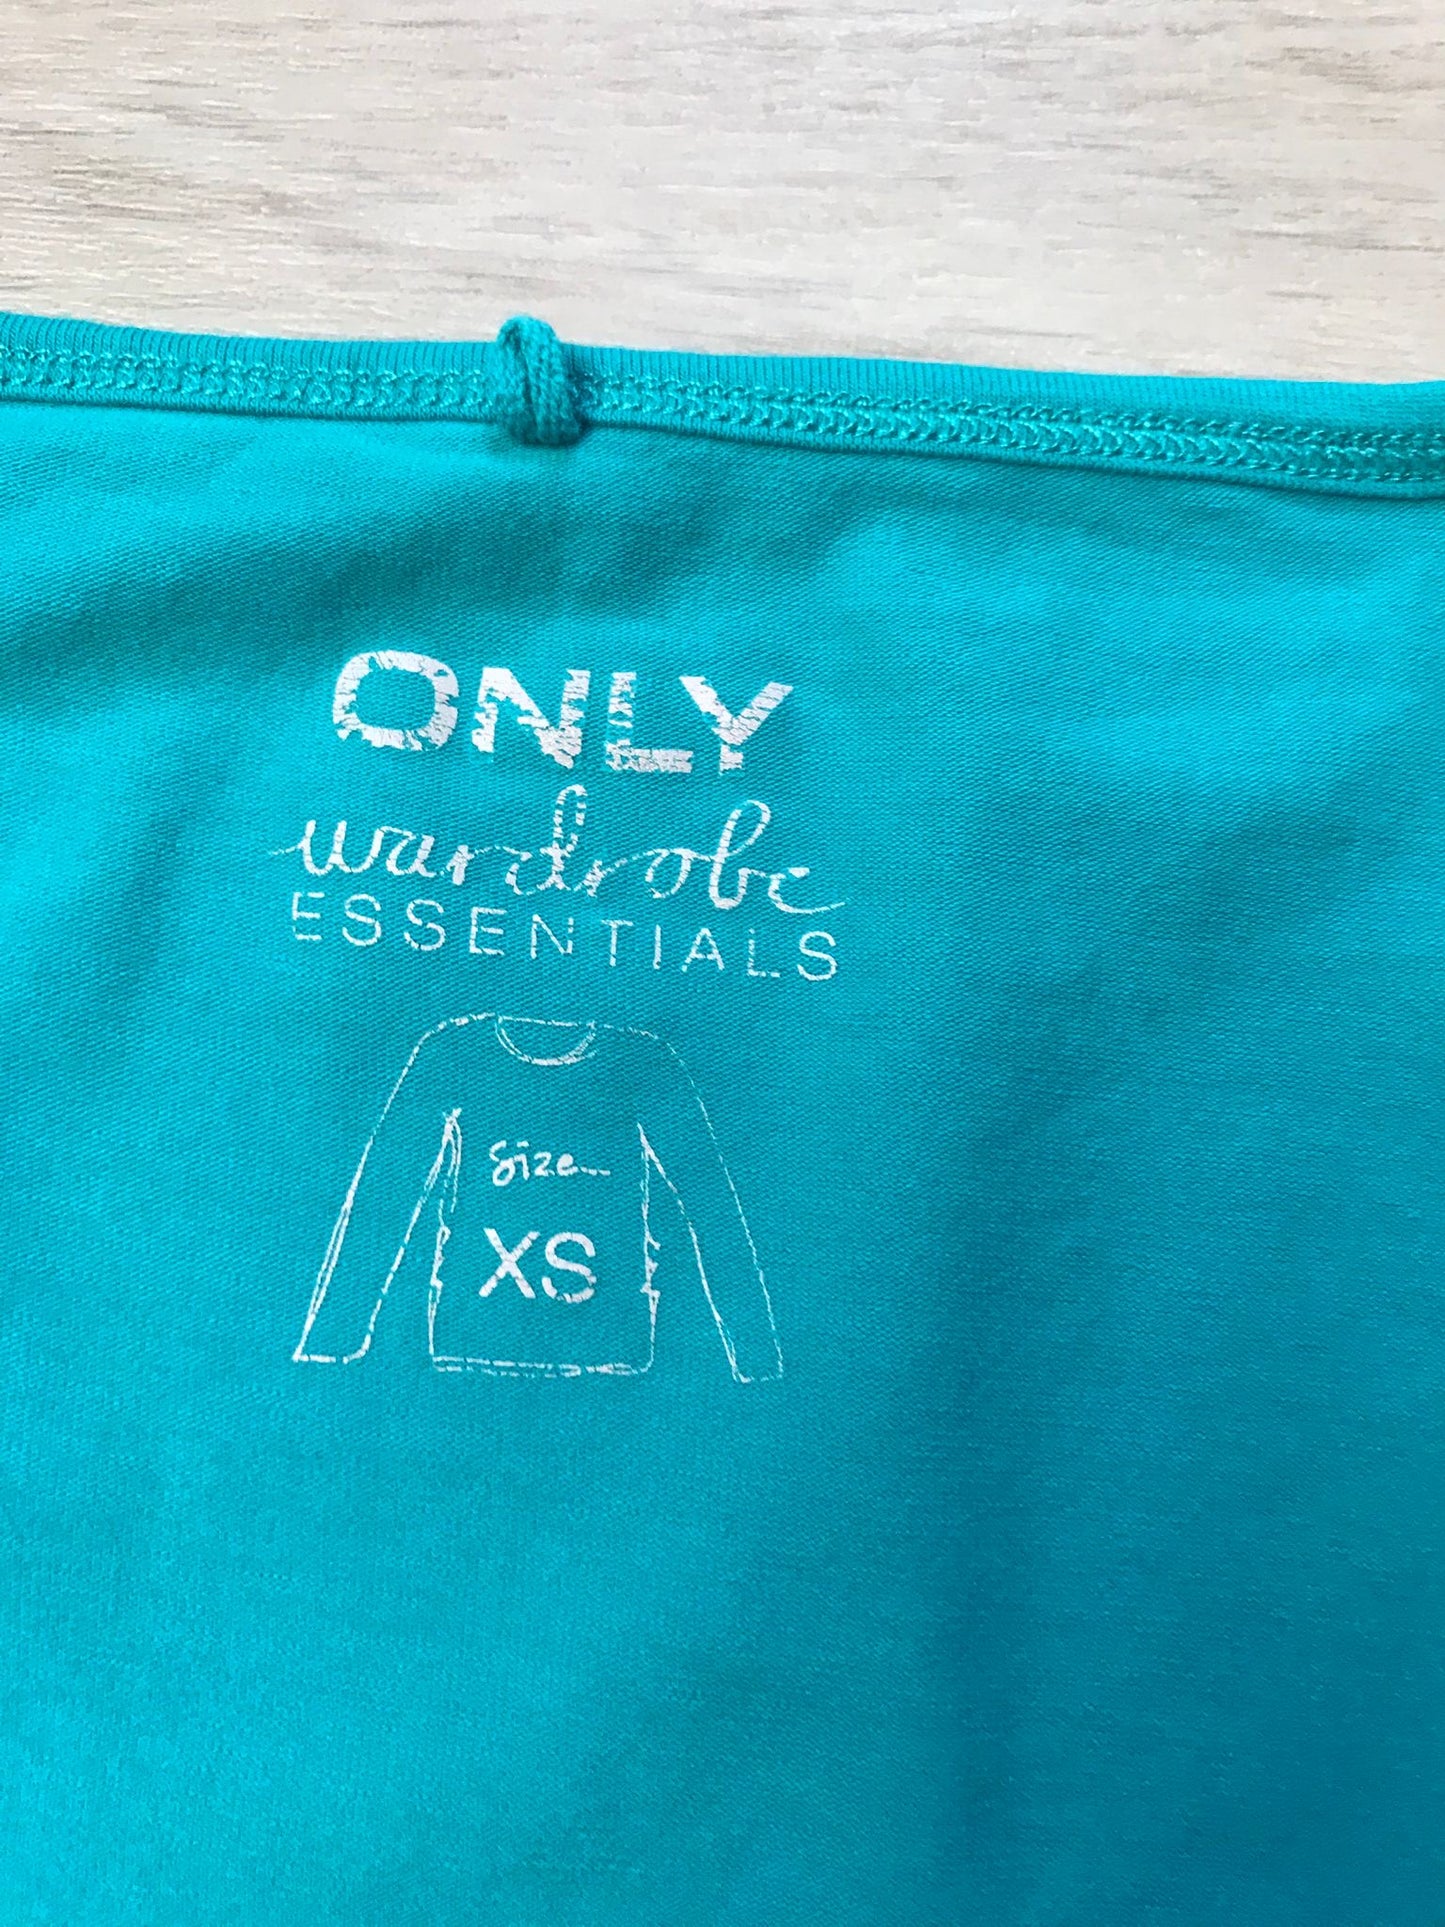 ONLY
wardrobe
ESSENTIALS
size
XS